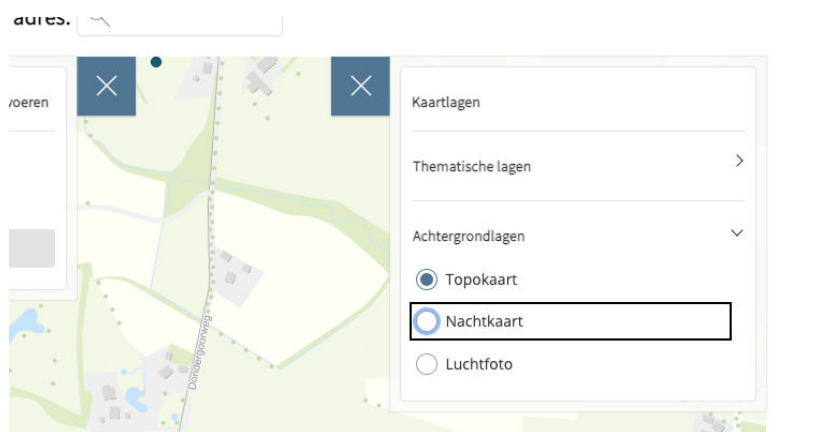 adres:
voeren
Kaartlagen
Thematische lagen
Achtergrondlagen
Topokaart
Nachtkaart
Luchtfoto
Dondergoorweg